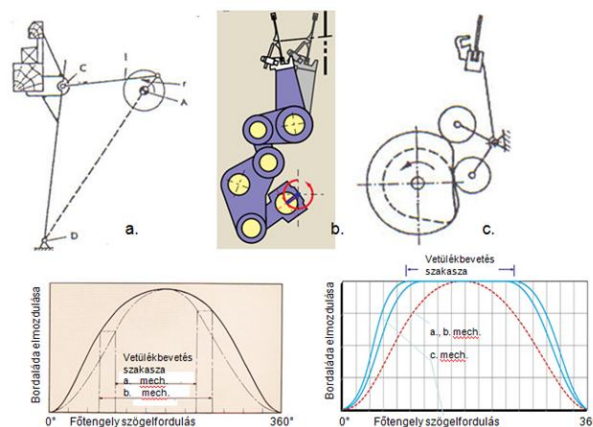 C
l
r
A
D
a.
b.
c.
Bordaláda elmozdulása
Vetülékbevetés
szakasza
a. mech.
b. mech.
0° 360°
Főtengely szögelfordulás
Vetülékbevetés
szakasza
Bordaláda elmozdulása
a., b. mech.
c. mech.
0° 36
Főtengely szögelfordulás